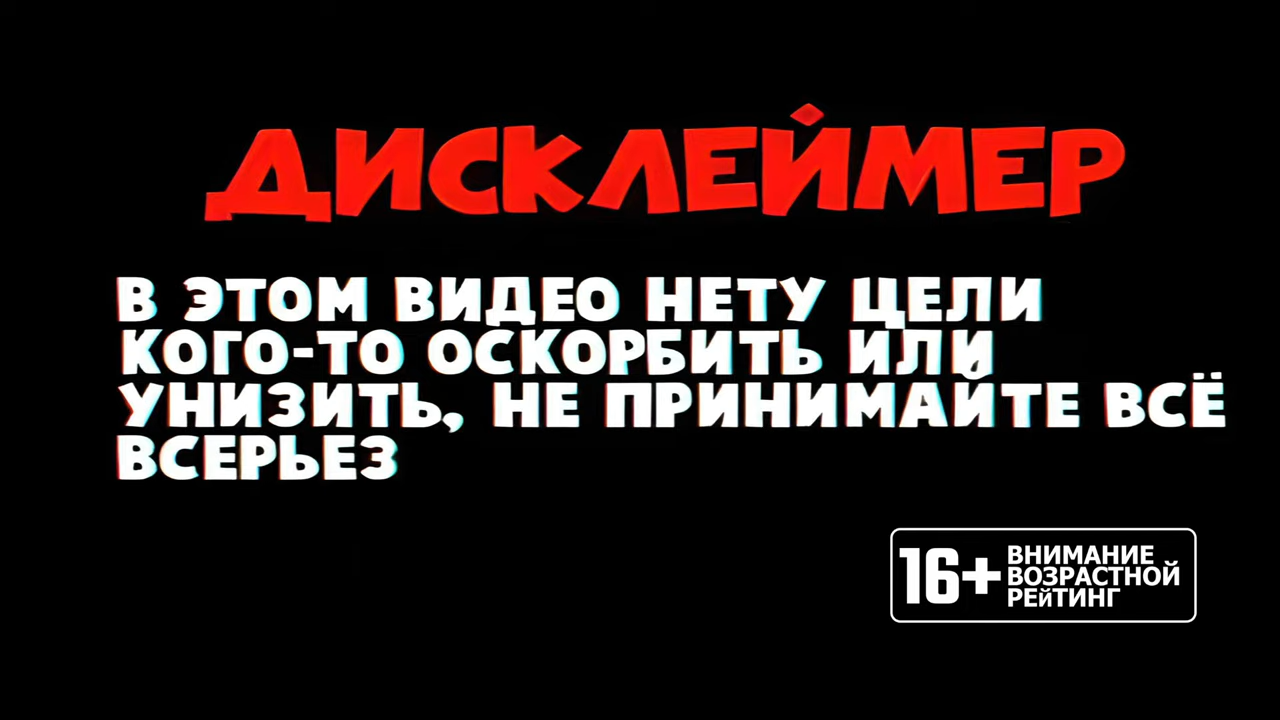 ДИСКЛЕЙМЕР
В ЭТОМ ВИДЕО НЕТУ ЦЕЛИ
КОГО-ТО ОСКОРБИТЬ ИЛИ
УНИЗИТЬ, НЕ ПРИНИМАЙТЕ ВСЁ
ВСЕРЬЕЗ
16+ ВНИМАНИЕ
ВОЗРАСТНОЙ
РЕЙТИНГ